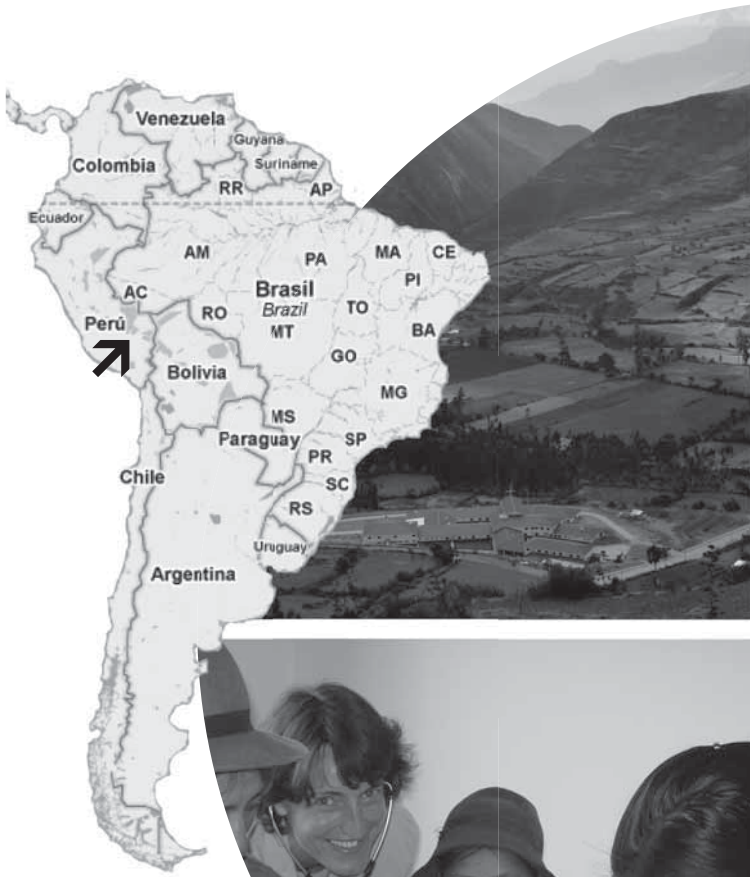 Venezuela
Guyana
Suriname
Colombia
RR
AP
Ecuador
AM
PA
MA
CE
PI
Brasil
Brazil
AC
RO
TO
MT
BA
Perú
GO
Bolivia
MG
MS
Paraguay
SP
PR
Chile
SC
RS
Uruguay
Argentina